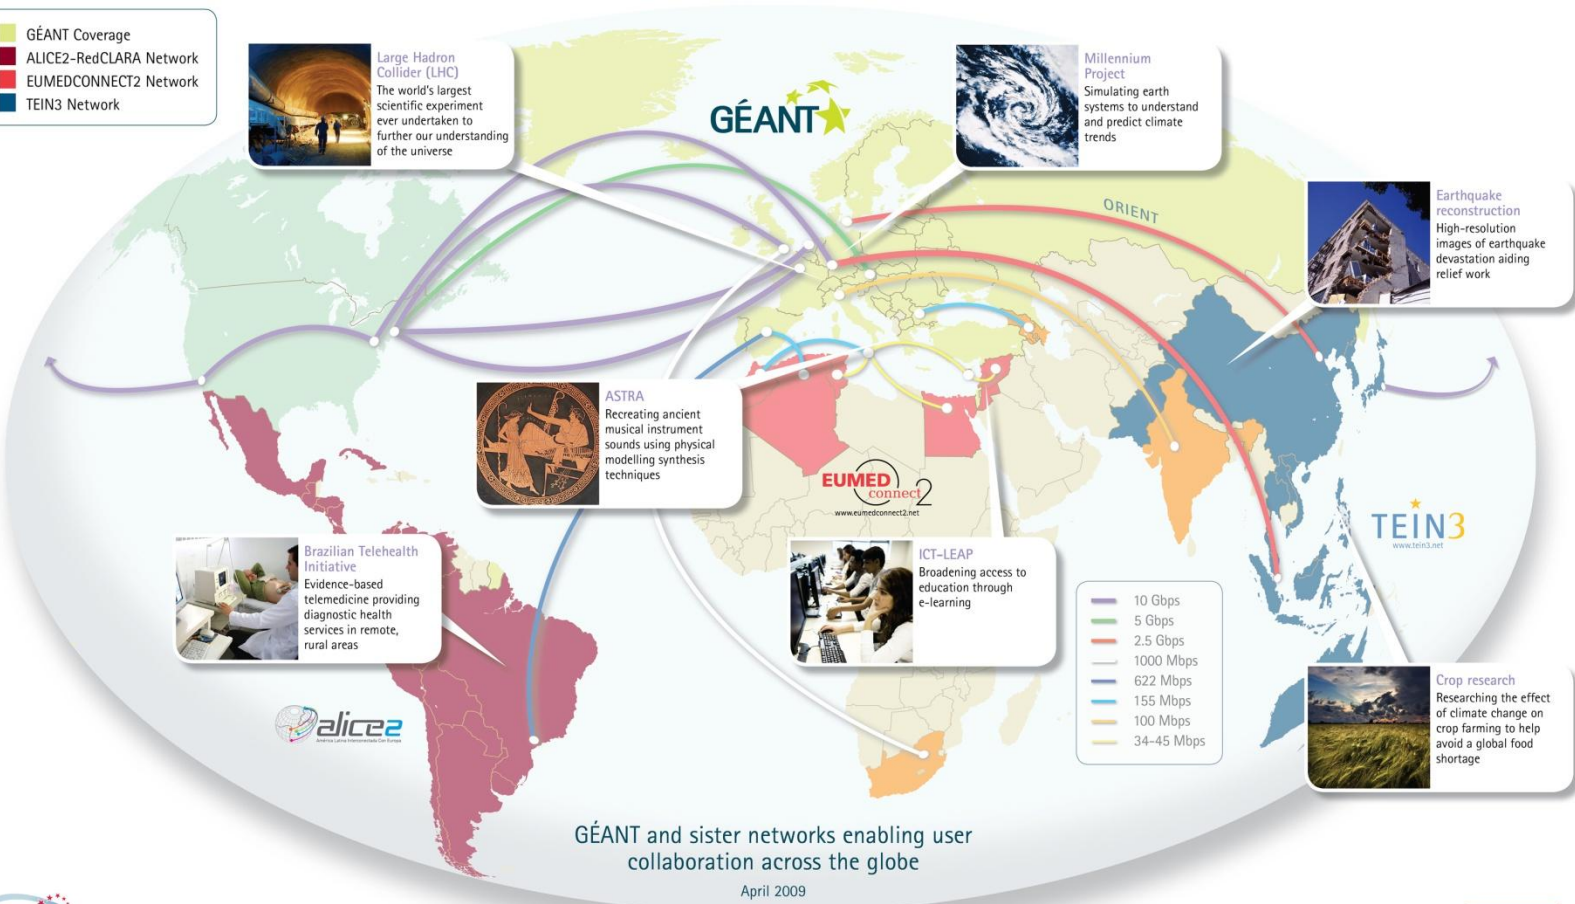 GÉANT Coverage
ALICE2-RedCLARA Network
EUMEDCONNECT2 Network
TEIN3 Network
Large Hadron
Collider (LHC)
The world's largest
scientific experiment
ever undertaken to
further our understanding
of the universe
GÉANT
Millennium
Project
Simulating earth
systems to understand
and predict climate
trends
ORIENT
Earthquake
reconstruction
High-resolution
images of earthquake
devastation aiding
relief work
ASTRA
Recreating ancient
musical instrument
sounds using physical
modelling synthesis
techniques
EUMED
connect2
www.eumedconnect2.net
TEIN3
www.tein3.net
Brazilian Telehealth
Initiative
Evidence-based
telemedicine providing
diagnostic health
services in remote,
rural areas
ICT-LEAP
Broadening access to
education through
e-learning
10 Gbps
5 Gbps
2.5 Gbps
1000 Mbps
622 Mbps
155 Mbps
100 Mbps
34-45 Mbps
Crop research
Researching the effect
of climate change on
crop farming to help
avoid a global food
shortage
alice2
América Latina Interconectada Con Europa
GÉANT and sister networks enabling user
collaboration across the globe
April 2009